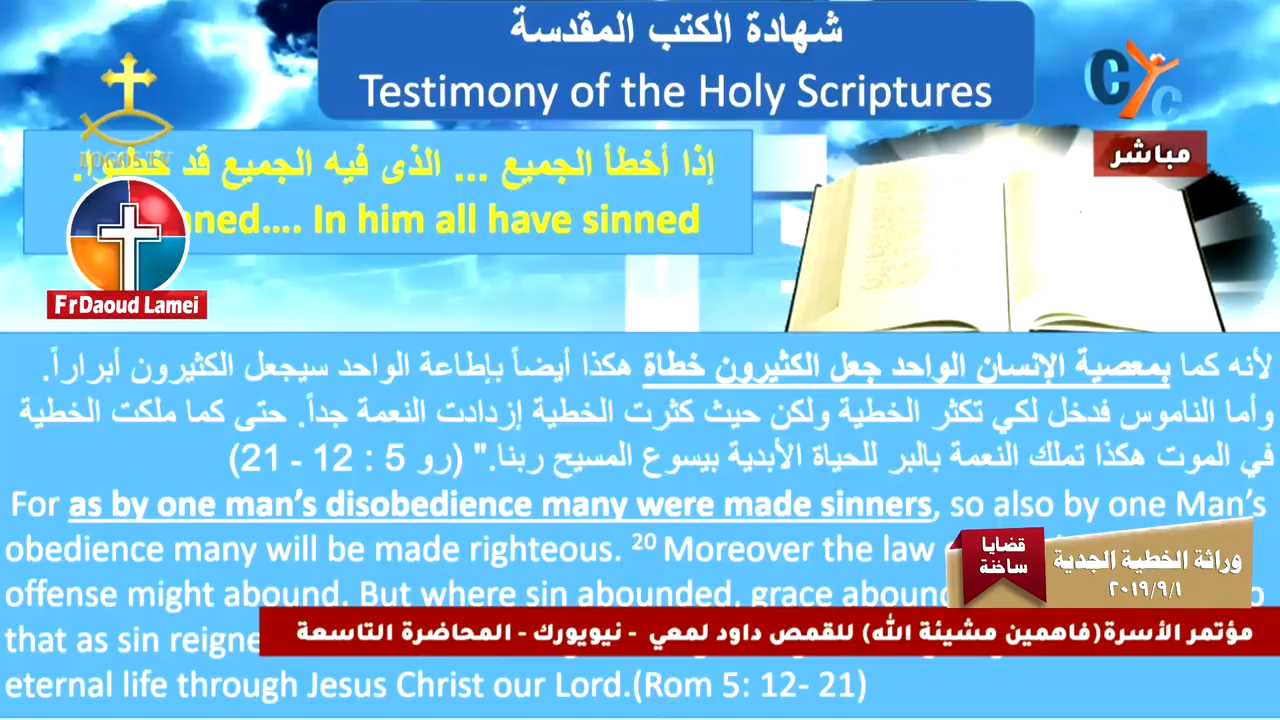 شهادة الكتب المقدسة
Testimony of the Holy Scriptures
CYC
مباشر
LOGOS TV
إذا أخطأ الجميع ... الذى فيه الجميع قد خطئوا.
In him all have sinned
FrDaoud Lamei
لأنه كما بمعصية الإنسان الواحد جعل الكثيرون خطاة هكذا أيضاً بإطاعة الواحد سيجعل الكثيرون أبراراً.
وأما الناموس فدخل لكي تكثر الخطية ولكن حيث كثرت الخطية إزدادت النعمة جداً. حتى كما ملكت الخطية
في الموت هكذا تملك النعمة بالبر للحياة الأبدية بيسوع المسيح ربنا." (رو 5 : 12 - 21)
For as by one man’s disobedience many were made sinners, so also by one Man’s
obedience many will be made righteous. 20 Moreover the law
offense might abound. But where sin abounded, grace
that as sin
eternal life through Jesus Christ our Lord.(Rom 5: 12- 21)
قضايا
ساخنة
وراثة الخطية الجدية
٢٠١٩/٩/١
مؤتمر الأسرة(فاهمين مشيئة الله) للقمص داود لمعي - نيويورك - المحاضرة التاسعة